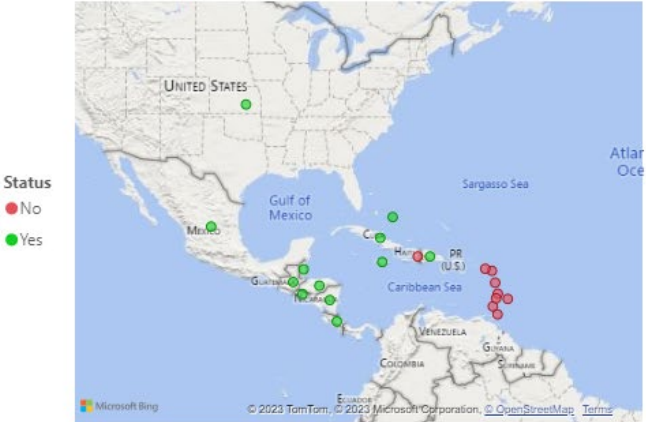 UNITED STATES
Atlan
Oce
Status
Sargasso Sea
No
Gulf of
Mexico
MEXICO
Yes
PR
(U.S.)
Caribbean Sea
VENEZUELA
GUYANA
COLOMBIA
ECUADOR
Microsoft Bing
© 2023 TomTom, © 2023 Microsoft Corporation, © OpenStreetMap Terms